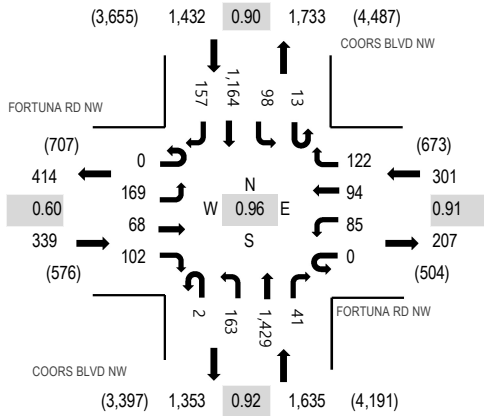 (3,655) 1,432 0.90 1,733 (4,487)
COORS BLVD NW
157 1,164 98 13
FORTUNA RD NW
(707) (673)
0 122
414 301
169 N 94
0.60 W 0.96 E 0.91
68 85
339 S 207
102 0
(576) (504)
2 163 1,429 41
FORTUNA RD NW
COORS BLVD NW
(3,397) 1,353 0.92 1,635 (4,191)